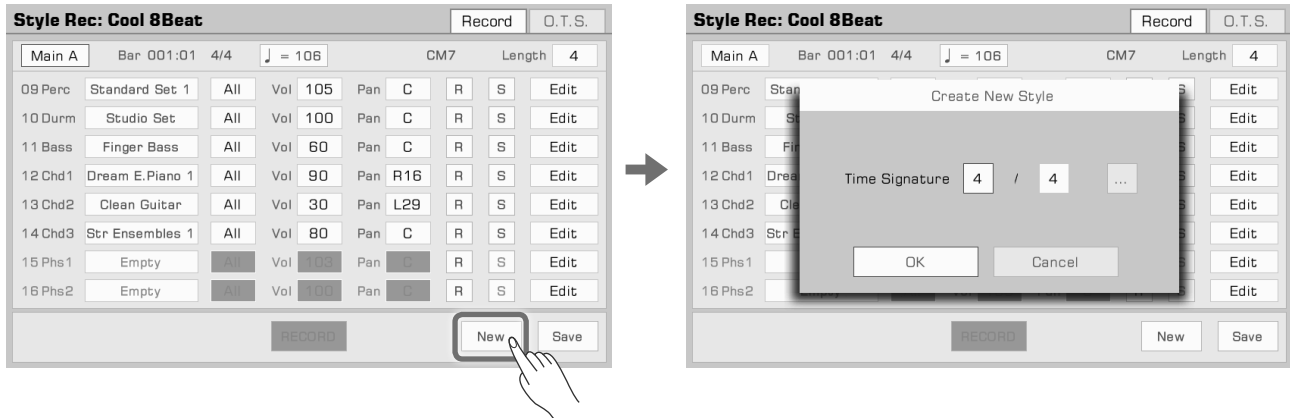 Style Rec: Cool 8Beat Record O.T.S.
Main A Bar 001:01 4/4 ♩ = 106 CM7 Length 4
09 Perc Standard Set 1 All Vol 105 Pan C R S Edit
10 Durm Studio Set All Vol 100 Pan C R S Edit
11 Bass Finger Bass All Vol 60 Pan C R S Edit
12 Chd1 Dream E.Piano 1 All Vol 90 Pan R16 R S Edit
13 Chd2 Clean Guitar All Vol 30 Pan L29 R S Edit
14 Chd3 Str Ensembles 1 All Vol 80 Pan C R S Edit
15 Phs1 Empty All Vol 103 Pan C R S Edit
16 Phs2 Empty All Vol 100 Pan C R S Edit
RECORD New Save
Style Rec: Cool 8Beat Record O.T.S.
Main A Bar 001:01 4/4 ♩ = 106 CM7 Length 4
09 Perc Stan S Edit
10 Durm St S Edit
11 Bass Fin S Edit
12 Chd1 Drea S Edit
13 Chd2 Cle S Edit
14 Chd3 Str E S Edit
15 Phs1 S Edit
16 Phs2 S Edit
Create New Style
Time Signature 4 / 4 ...
OK Cancel
RECORD New Save